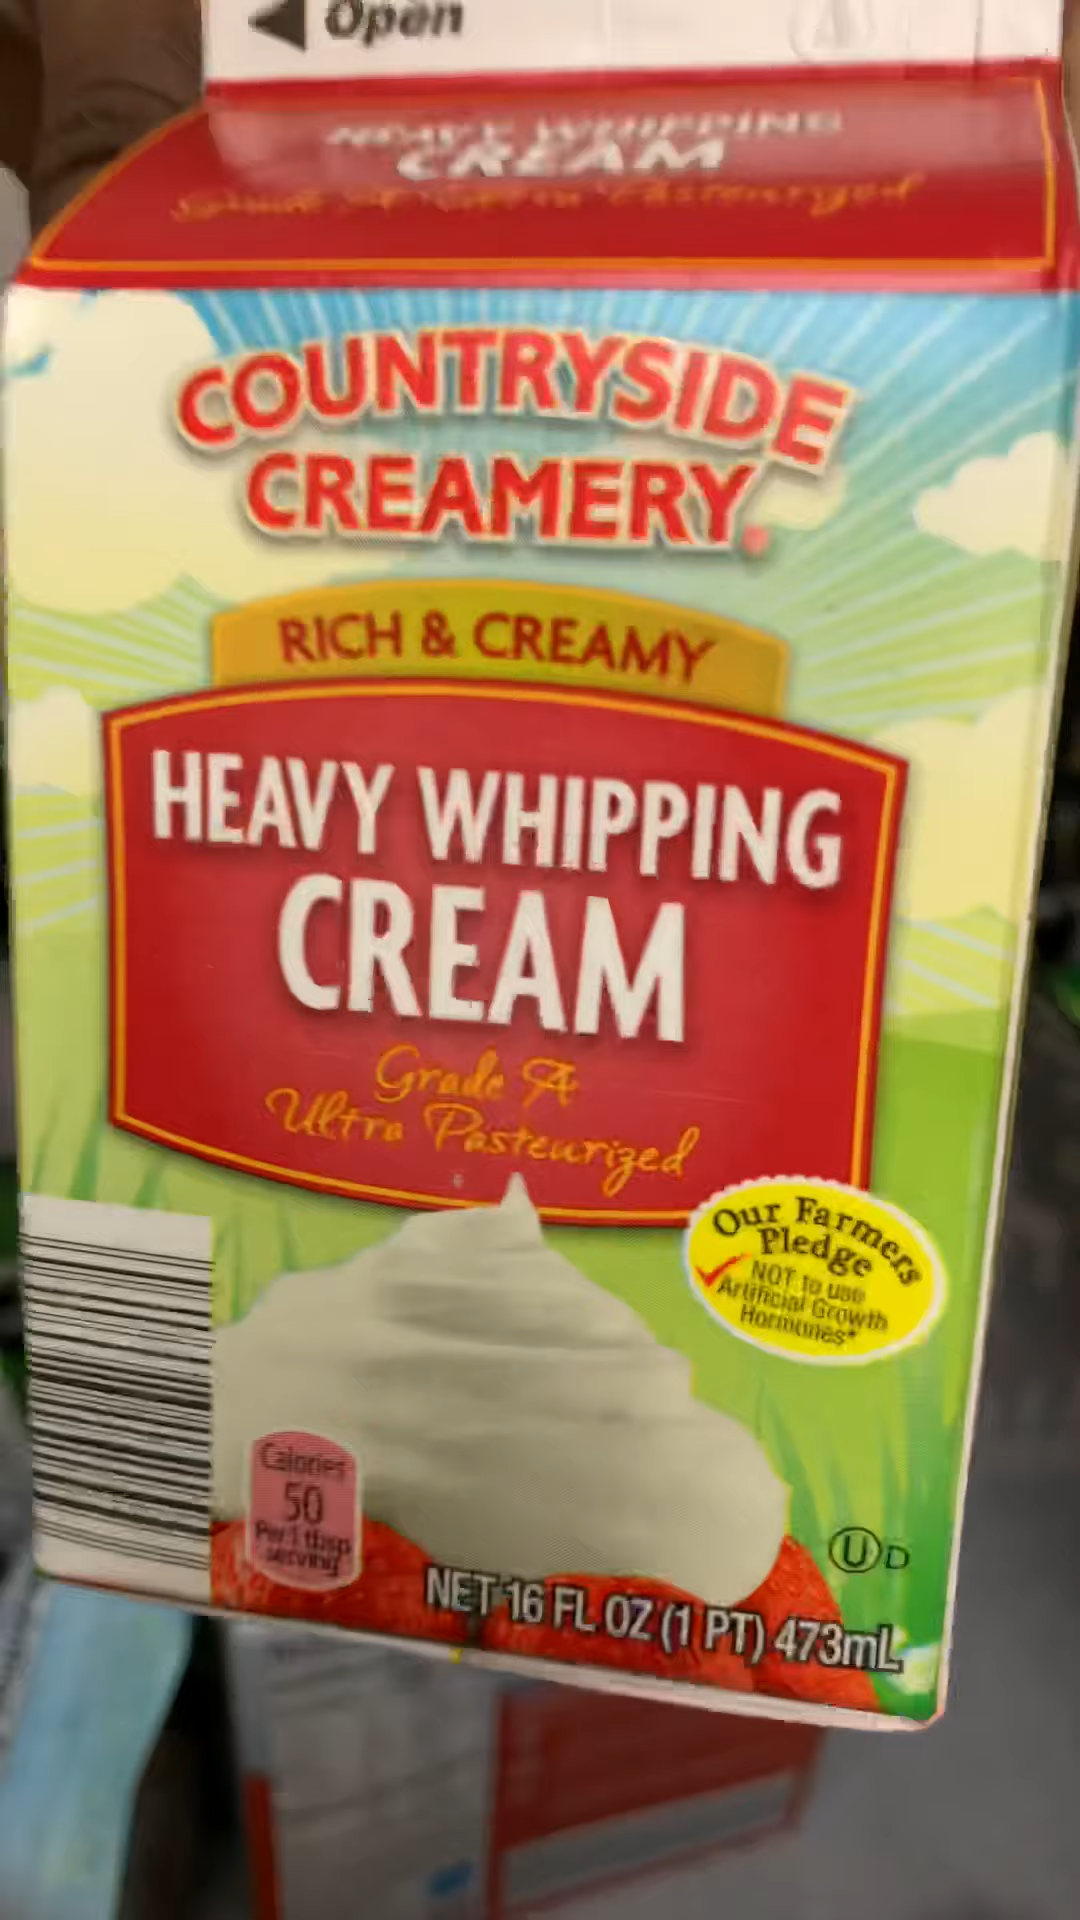 Open
HEAVY WHIPPING
CREAM
COUNTRYSIDE
CREAMERY
RICH & CREAMY
HEAVY WHIPPING
CREAM
Grade A
Ultra Pasteurized
Our Farmers
Pledge
NOT to use
Artificial Growth
Hormones*
Calories
50
Per 1 tbsp
serving
U D
NET 16 FL OZ (1 PT) 473mL